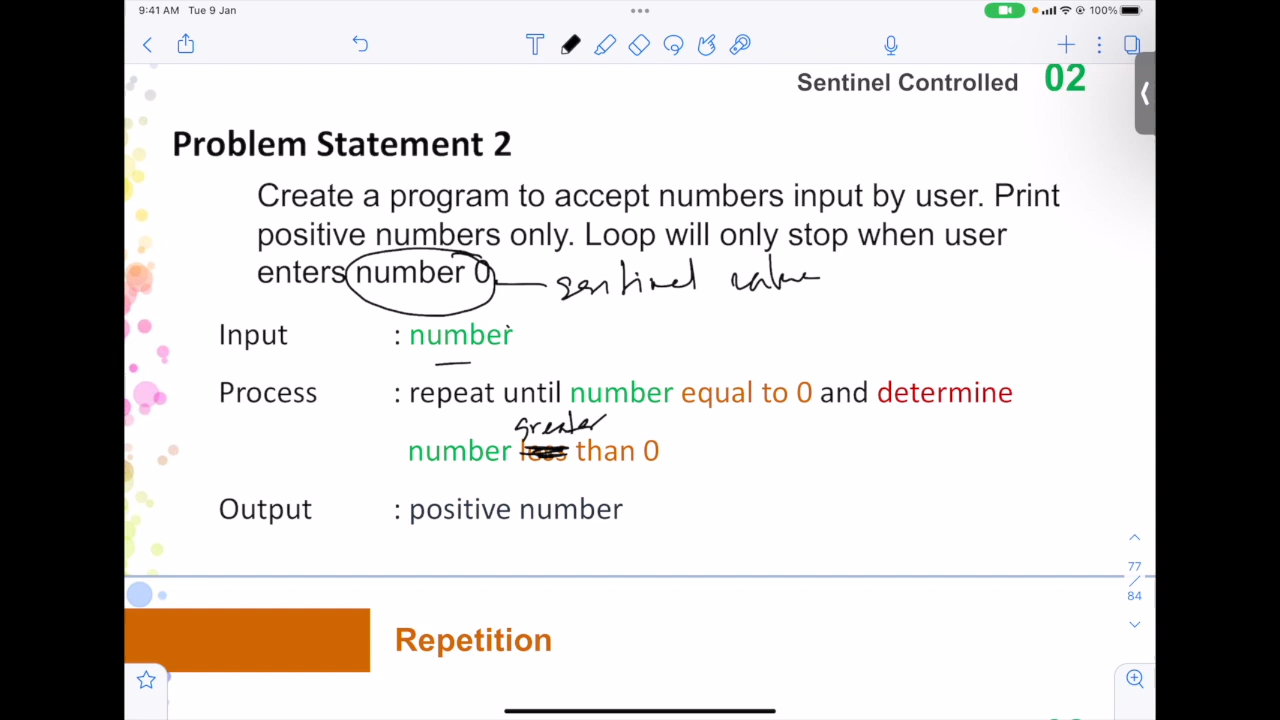 9:41 AM Tue 9 Jan
100%
Sentinel Controlled 02
Problem Statement 2
Create a program to accept numbers input by user. Print
positive numbers only. Loop will only stop when user
enters number 0 sentinel value
Input : number
Process : repeat until number equal to 0 and determine
greater
number less than 0
Output : positive number
77
/
84
Repetition